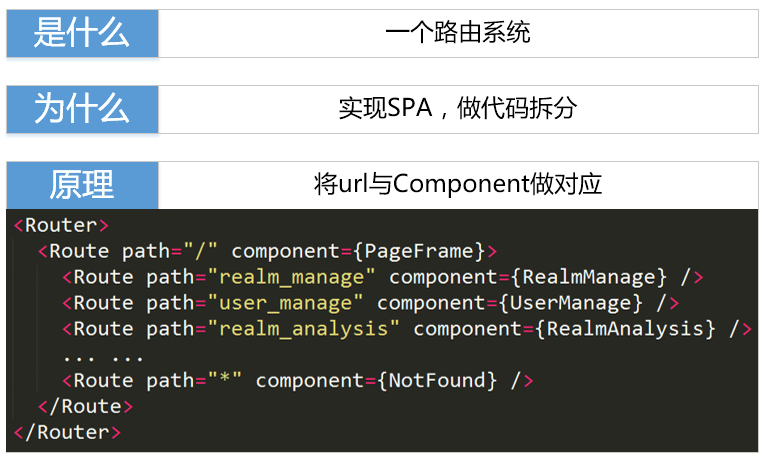 是什么 一个路由系统
为什么 实现SPA，做代码拆分
原理 将url与Component做对应
<Router>
  <Route path="/" component={PageFrame}>
    <Route path="realm_manage" component={RealmManage} />
    <Route path="user_manage" component={UserManage} />
    <Route path="realm_analysis" component={RealmAnalysis} />
    ... ...
    <Route path="*" component={NotFound} />
  </Route>
</Router>